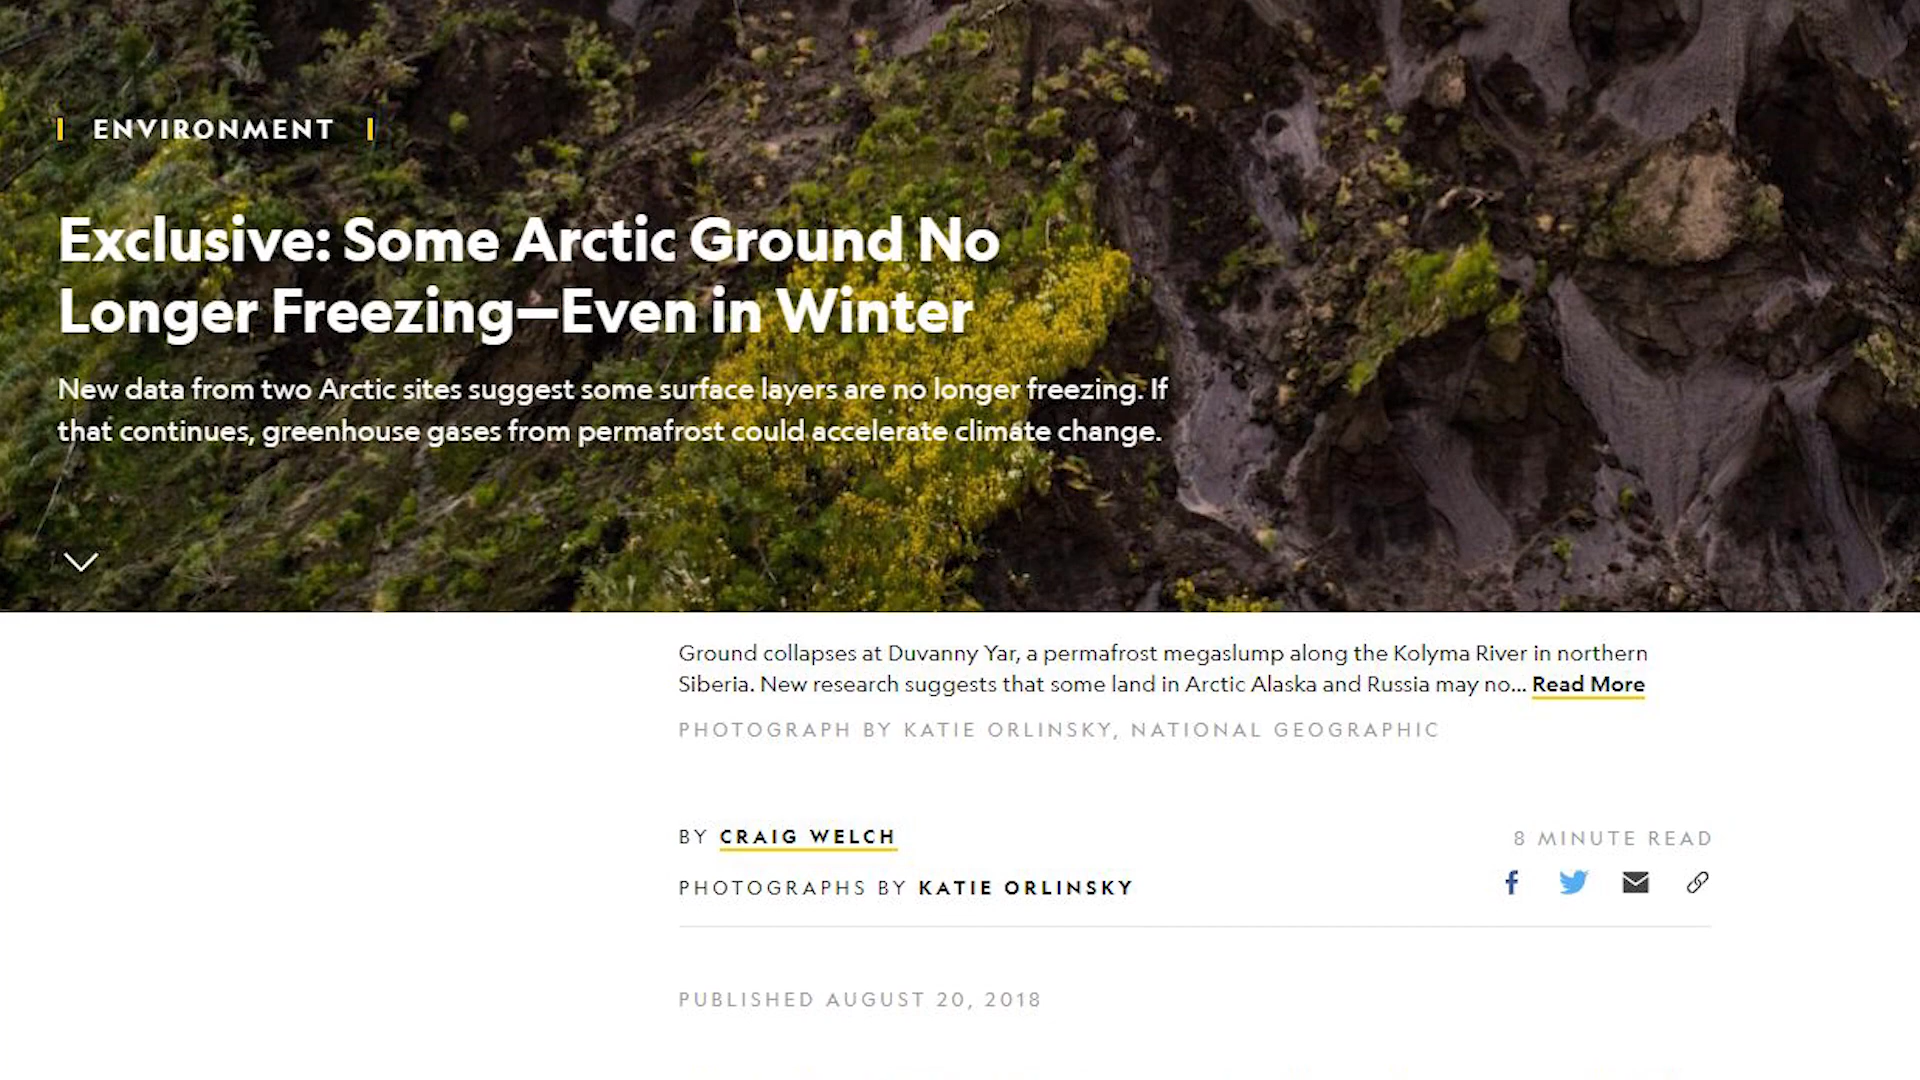 ENVIRONMENT
Exclusive: Some Arctic Ground No
Longer Freezing—Even in Winter
New data from two Arctic sites suggest some surface layers are no longer freezing. If
that continues, greenhouse gases from permafrost could accelerate climate change.
Ground collapses at Duvanny Yar, a permafrost megaslump along the Kolyma River in northern
Siberia. New research suggests that some land in Arctic Alaska and Russia may no... Read More
PHOTOGRAPH BY KATIE ORLINSKY, NATIONAL GEOGRAPHIC
BY CRAIG WELCH
8 MINUTE READ
PHOTOGRAPHS BY KATIE ORLINSKY
PUBLISHED AUGUST 20, 2018